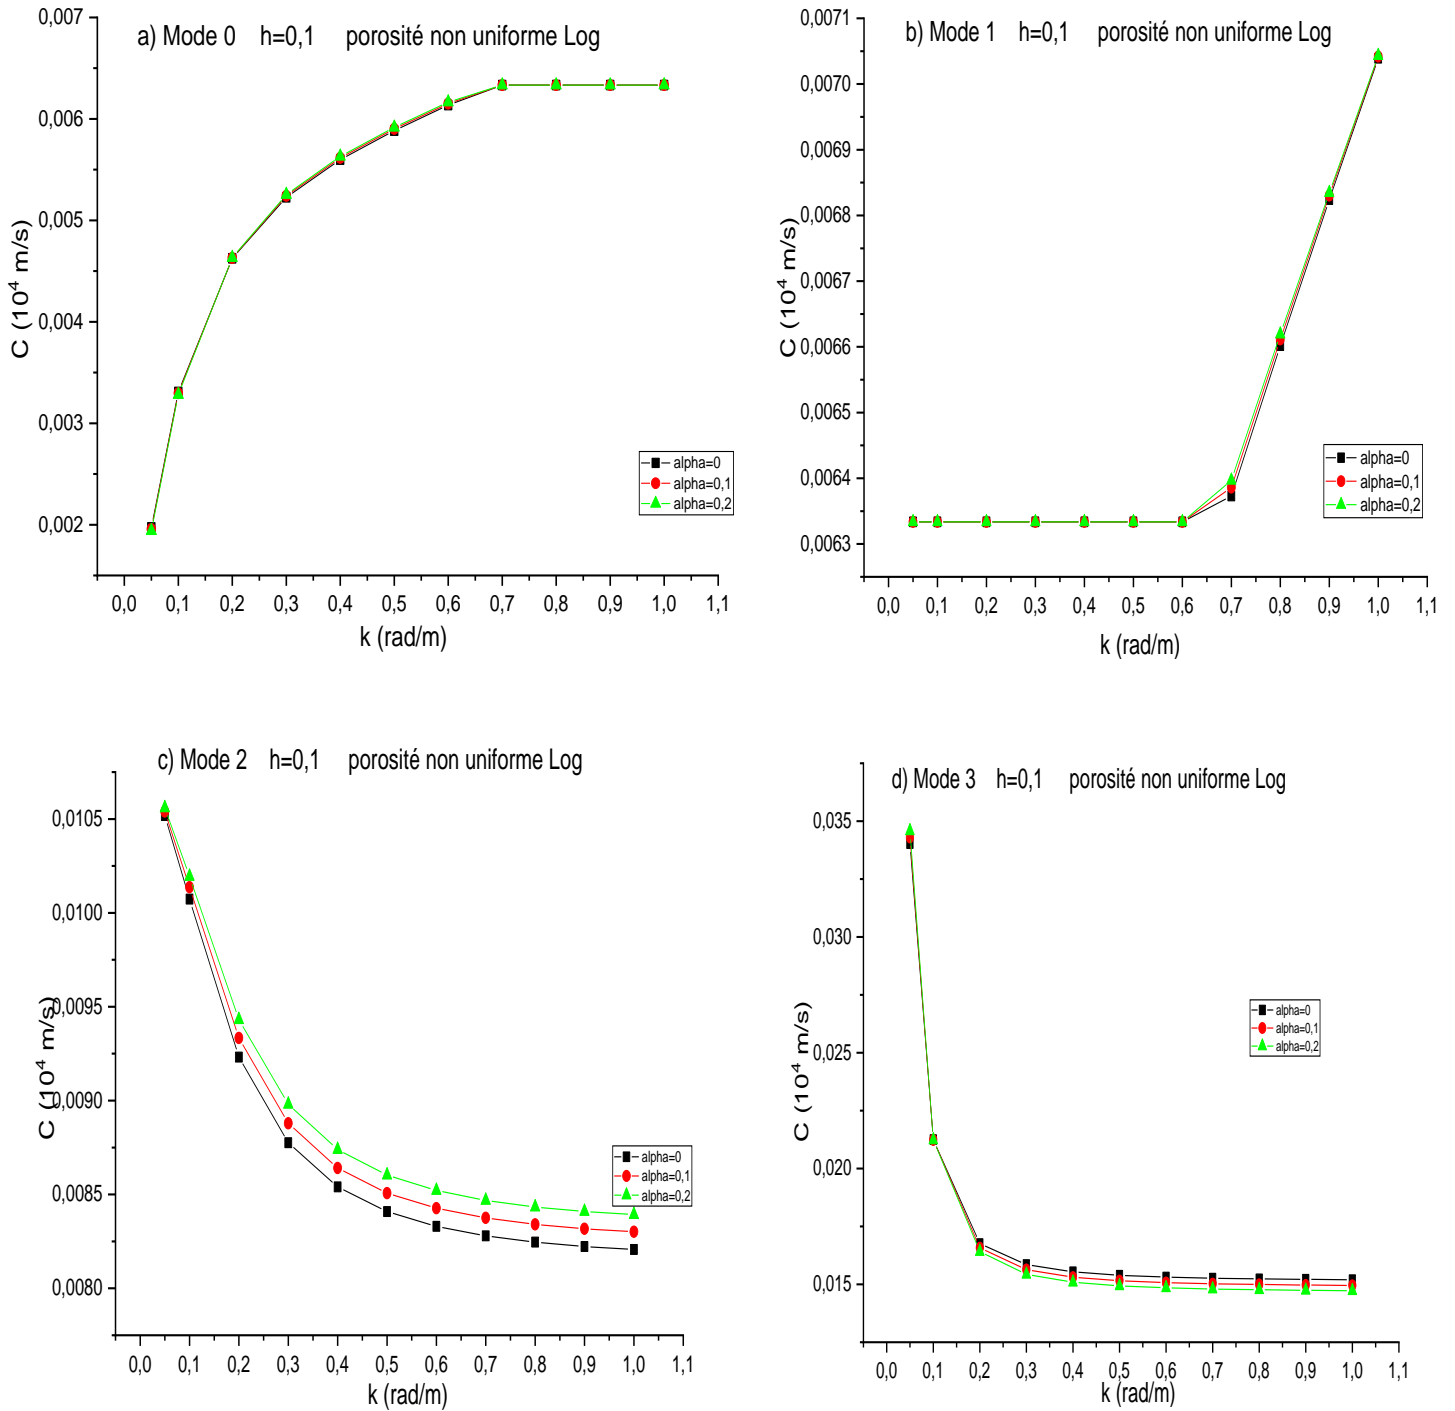 a) Mode 0 h=0,1 porosité non uniforme Log
0,007
0,006
0,005
0,004
0,003
0,002
C (10⁴ m/s)
alpha=0
alpha=0,1
alpha=0,2
0,0 0,1 0,2 0,3 0,4 0,5 0,6 0,7 0,8 0,9 1,0 1,1
k (rad/m)
b) Mode 1 h=0,1 porosité non uniforme Log
0,0071
0,0070
0,0069
0,0068
0,0067
0,0066
0,0065
0,0064
0,0063
C (10⁴ m/s)
alpha=0
alpha=0,1
alpha=0,2
0,0 0,1 0,2 0,3 0,4 0,5 0,6 0,7 0,8 0,9 1,0 1,1
k (rad/m)
c) Mode 2 h=0,1 porosité non uniforme Log
0,0105
0,0100
0,0095
0,0090
0,0085
0,0080
C (10⁴ m/s)
alpha=0
alpha=0,1
alpha=0,2
0,0 0,1 0,2 0,3 0,4 0,5 0,6 0,7 0,8 0,9 1,0 1,1
k (rad/m)
d) Mode 3 h=0,1 porosité non uniforme Log
0,035
0,030
0,025
0,020
0,015
C (10⁴ m/s)
alpha=0
alpha=0,1
alpha=0,2
0,0 0,1 0,2 0,3 0,4 0,5 0,6 0,7 0,8 0,9 1,0 1,1
k (rad/m)